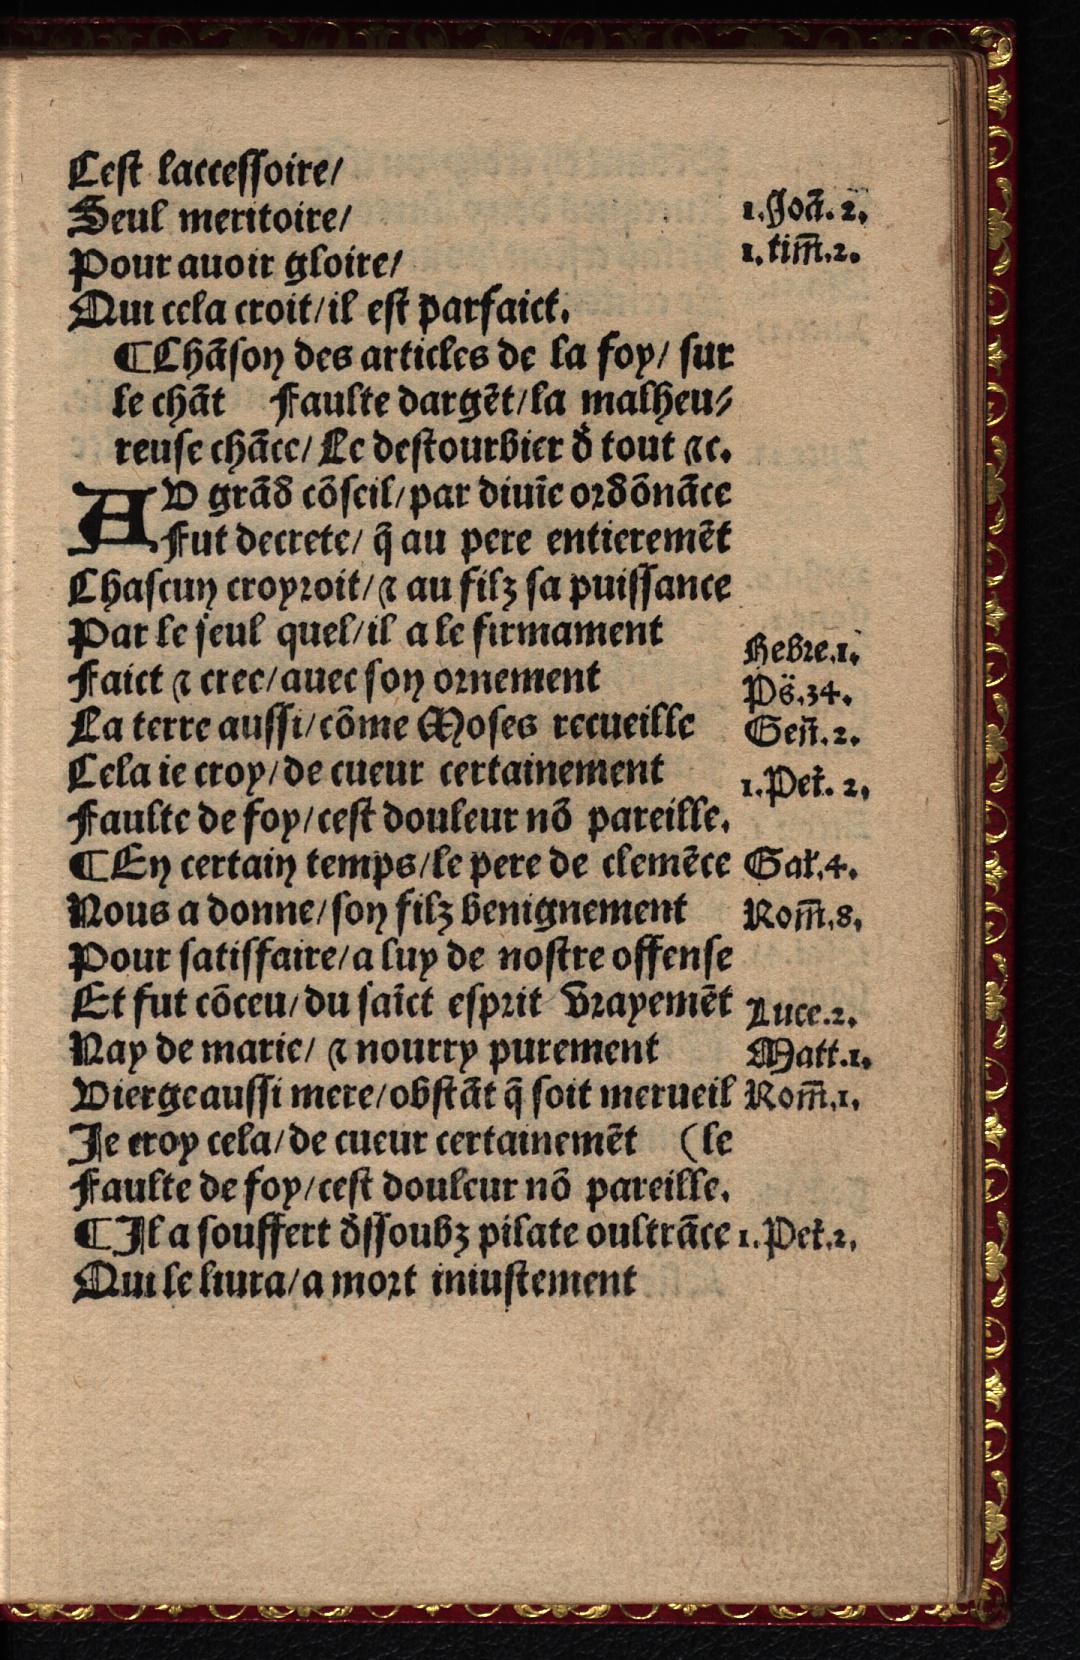 Cest laccessoire/
Seul meritoire/
1.Joā.2.
Pour auoir gloire/
1.tim̄.2.
Qui cela croit/il est parfaict.
¶Chāson des articles de la foy/ sur
le chāt Faulte dargēt/la malheu⸗
reuse chāce/ Le destourbier đ tout ⁊c.
AV grād cōseil/par diuīe ordōnāce
Fut decrete/ q̄ au pere entieremēt
Chascun croyroit/⁊ au filz sa puissance
Par le seul quel/il a le firmament
Hebre.1.
Faict ⁊ cree/auec son ornement
Ps̈.34.
La terre aussi/cōme Moses recueille
Gen̄.2.
Cela ie croy/de cueur certainement
1.Pet̄.2.
Faulte de foy/cest douleur nō pareille.
¶En certain temps/le pere de clemēce
Gal̄.4.
Nous a donne/son filz benignement
Rom̄.8.
Pour satisfaire/a luy de nostre offense
Et fut cōceu/du saīct esprit vrayemēt
Luce.2.
Nay de marie/ ⁊ nourry purement
Matt.1.
Vierge aussi mere/obstāt q̄ soit merueil
Rom̄.1.
Je croy cela/de cueur certainemēt (le
Faulte de foy/cest douleur nō pareille.
¶Il a souffert đssoubz pilate oultrāce
1.Pet̄.2.
Qui le liura/a mort iniustement